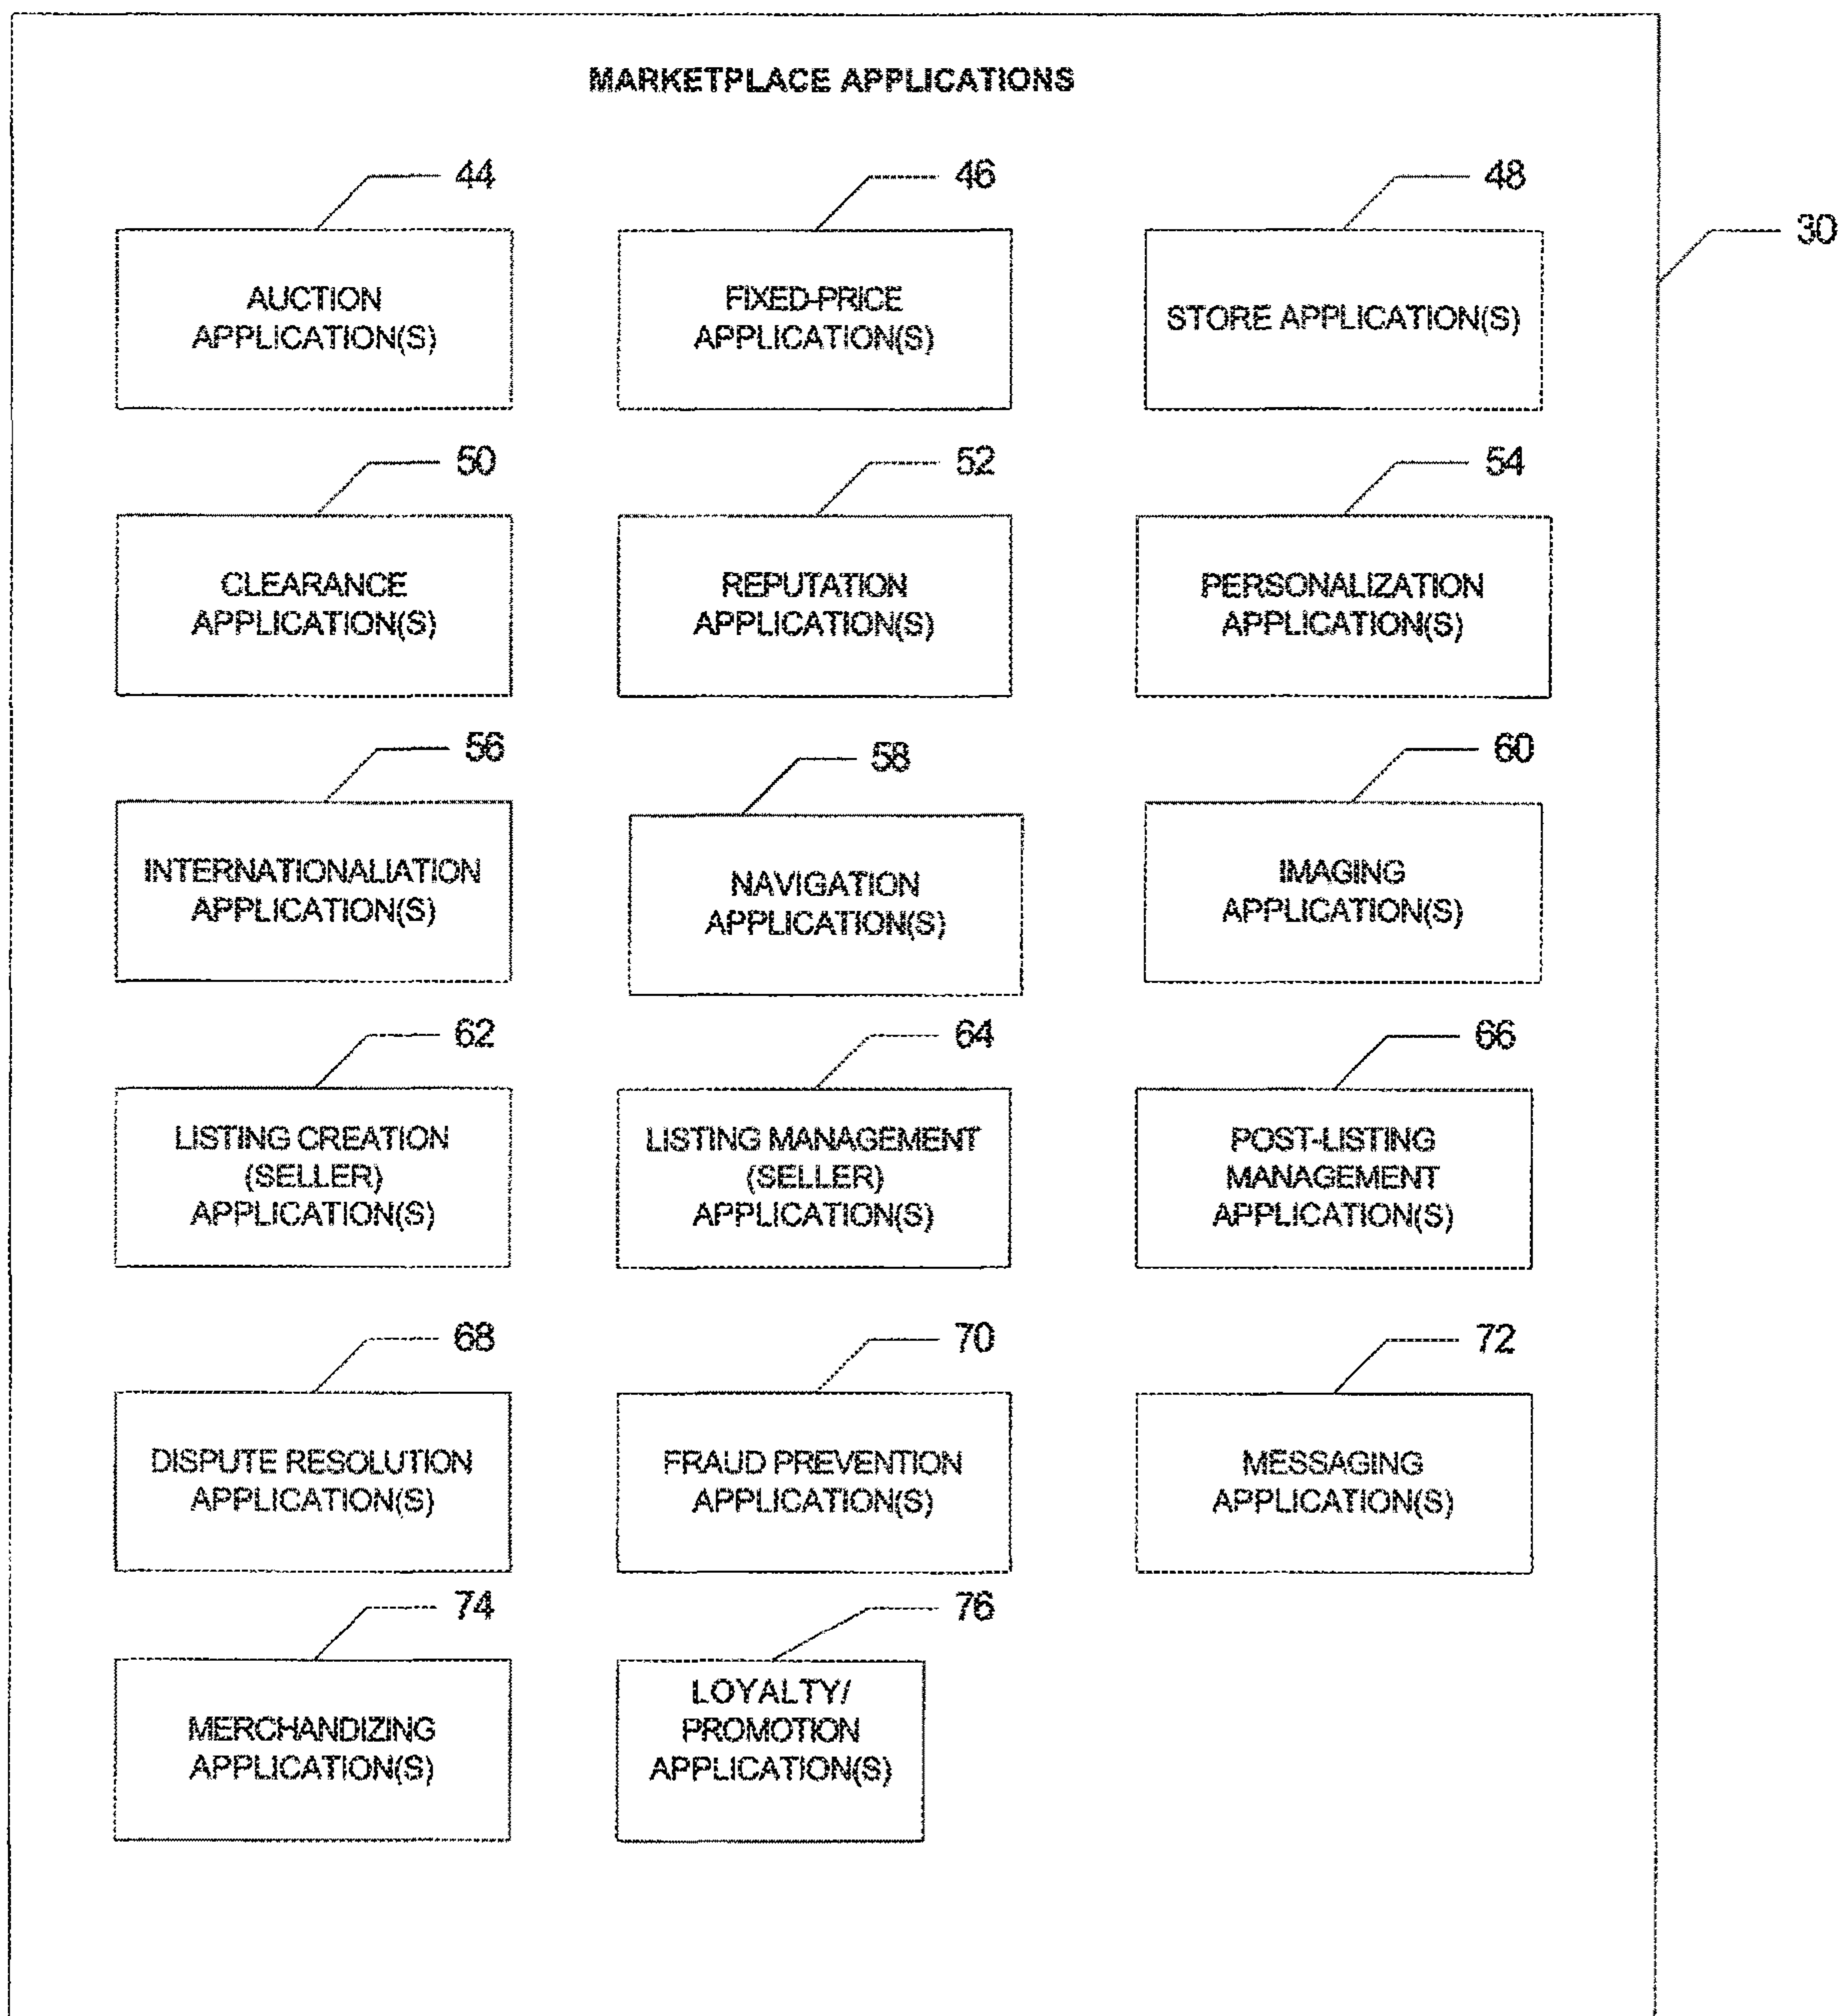 MARKETPLACE APPLICATIONS
44
46
48
30
AUCTION
APPLICATION(S)
FIXED-PRICE
APPLICATION(S)
STORE APPLICATION(S)
50
52
54
CLEARANCE
APPLICATION(S)
REPUTATION
APPLICATION(S)
PERSONALIZATION
APPLICATION(S)
56
58
60
INTERNATIONALIATION
APPLICATION(S)
NAVIGATION
APPLICATION(S)
IMAGING
APPLICATION(S)
62
64
66
LISTING CREATION
(SELLER)
APPLICATION(S)
LISTING MANAGEMENT
(SELLER)
APPLICATION(S)
POST-LISTING
MANAGEMENT
APPLICATION(S)
68
70
72
DISPUTE RESOLUTION
APPLICATION(S)
FRAUD PREVENTION
APPLICATION(S)
MESSAGING
APPLICATION(S)
74
76
MERCHANDIZING
APPLICATION(S)
LOYALTY/
PROMOTION
APPLICATION(S)